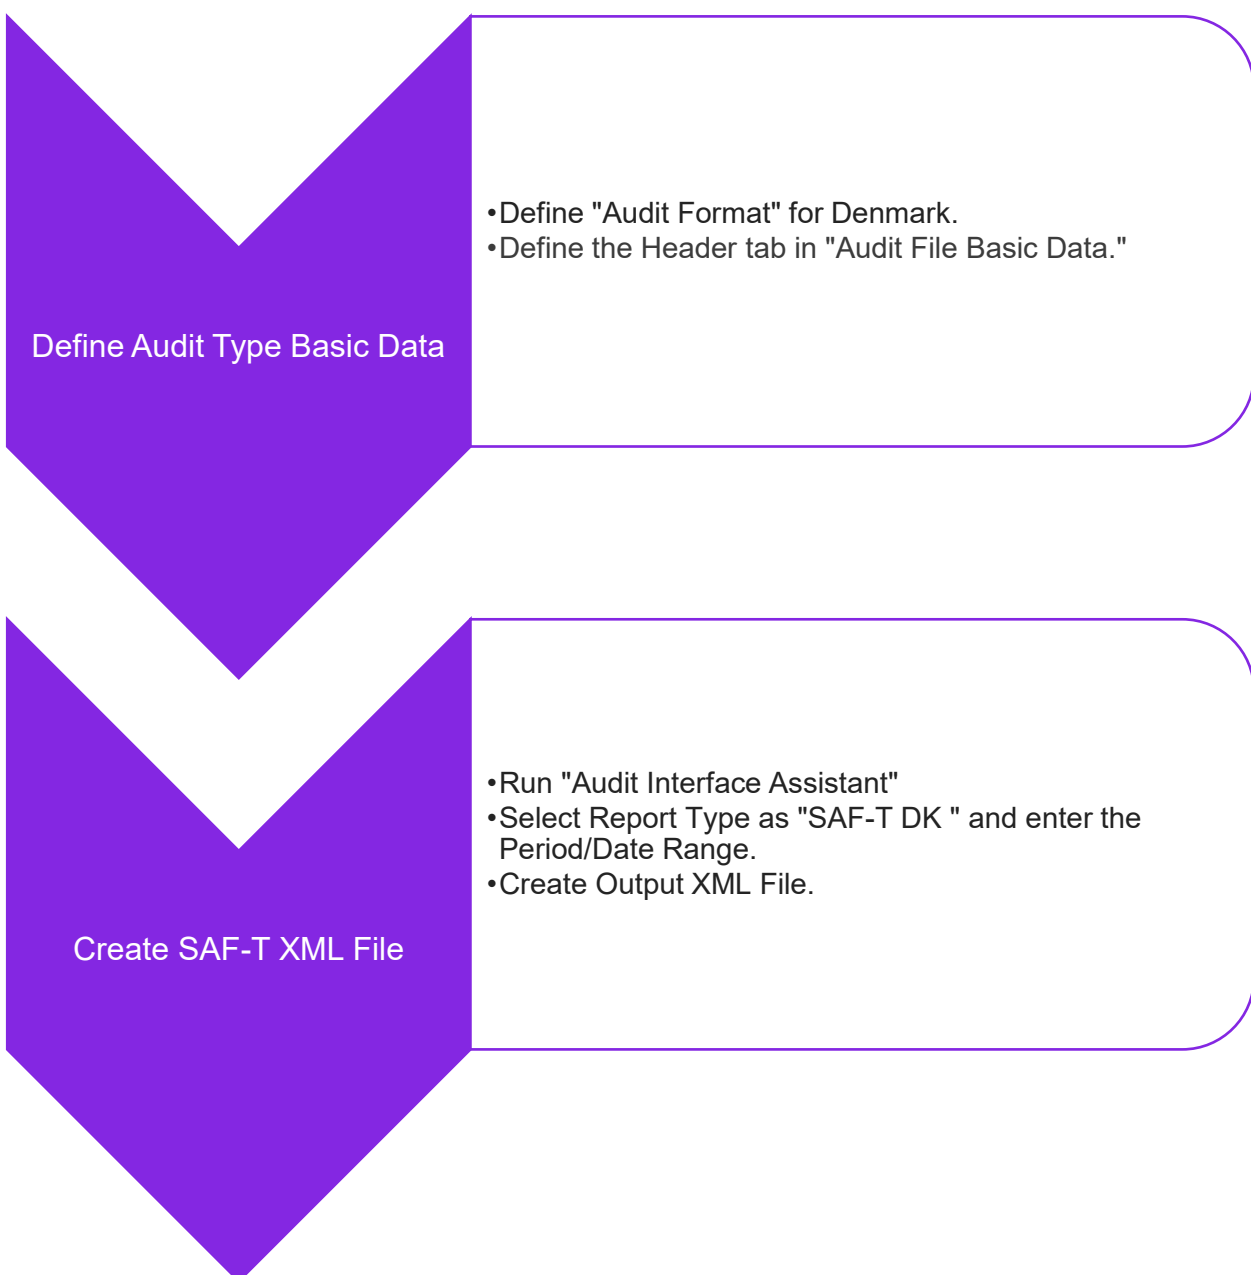 •Define "Audit Format" for Denmark.
•Define the Header tab in "Audit File Basic Data."
Define Audit Type Basic Data
•Run "Audit Interface Assistant"
•Select Report Type as "SAF-T DK " and enter the
Period/Date Range.
•Create Output XML File.
Create SAF-T XML File